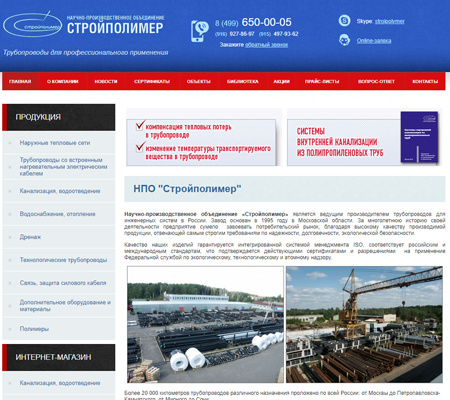 стройполимер
НАУЧНО-ПРОИЗВОДСТВЕННОЕ ОБЪЕДИНЕНИЕ
СТРОЙПОЛИМЕР
Трубопроводы для профессионального применения
8 (499) 650-00-05
(916) 927-86-97 (915) 497-93-62
Закажите обратный звонок
Skype: stroipolymer
Online-заявка
ГЛАВНАЯ О КОМПАНИИ НОВОСТИ СЕРТИФИКАТЫ ОБЪЕКТЫ БИБЛИОТЕКА АКЦИИ ПРАЙС-ЛИСТЫ ВОПРОС-ОТВЕТ КОНТАКТЫ
ПРОДУКЦИЯ
Наружные тепловые сети
Трубопроводы со встроенным
нагревательным электрическим
кабелем
Канализация, водоотведение
Водоснабжение, отопление
Дренаж
Технологические трубопроводы
Связь, защита силового кабеля
Дополнительное оборудование и
материалы
Полимеры
ИНТЕРНЕТ-МАГАЗИН
Канализация, водоотведение
компенсация тепловых потерь
в трубопроводе
изменение температуры транспортируемого
вещества в трубопроводе
СИСТЕМЫ
ВНУТРЕННЕЙ КАНАЛИЗАЦИИ
ИЗ ПОЛИПРОПИЛЕНОВЫХ ТРУБ
НПО "Стройполимер"
Научно-производственное объединение «Стройполимер» является ведущим производителем трубопроводов для
инженерных систем в России. Завод основан в 1995 году в Московской области. За многолетнюю историю своей
деятельности предприятие сумело завоевать потребительский рынок, благодаря высокому качеству производимой
продукции, отвечающей самым строгим требованиям по надежности, долговечности, экологической безопасности.
Качество наших изделий гарантируется интегрированной системой менеджмента ISO, соответствует российским и
международным стандартам, что подтверждается действующими сертификатами и разрешениями на применение
Федеральной службой по экологическому, технологическому и атомному надзору.
Более 20 000 километров трубопроводов различного назначения проложено по всей России: от Москвы до Петропавловска-
Камчатского, от Мирного до Сочи.